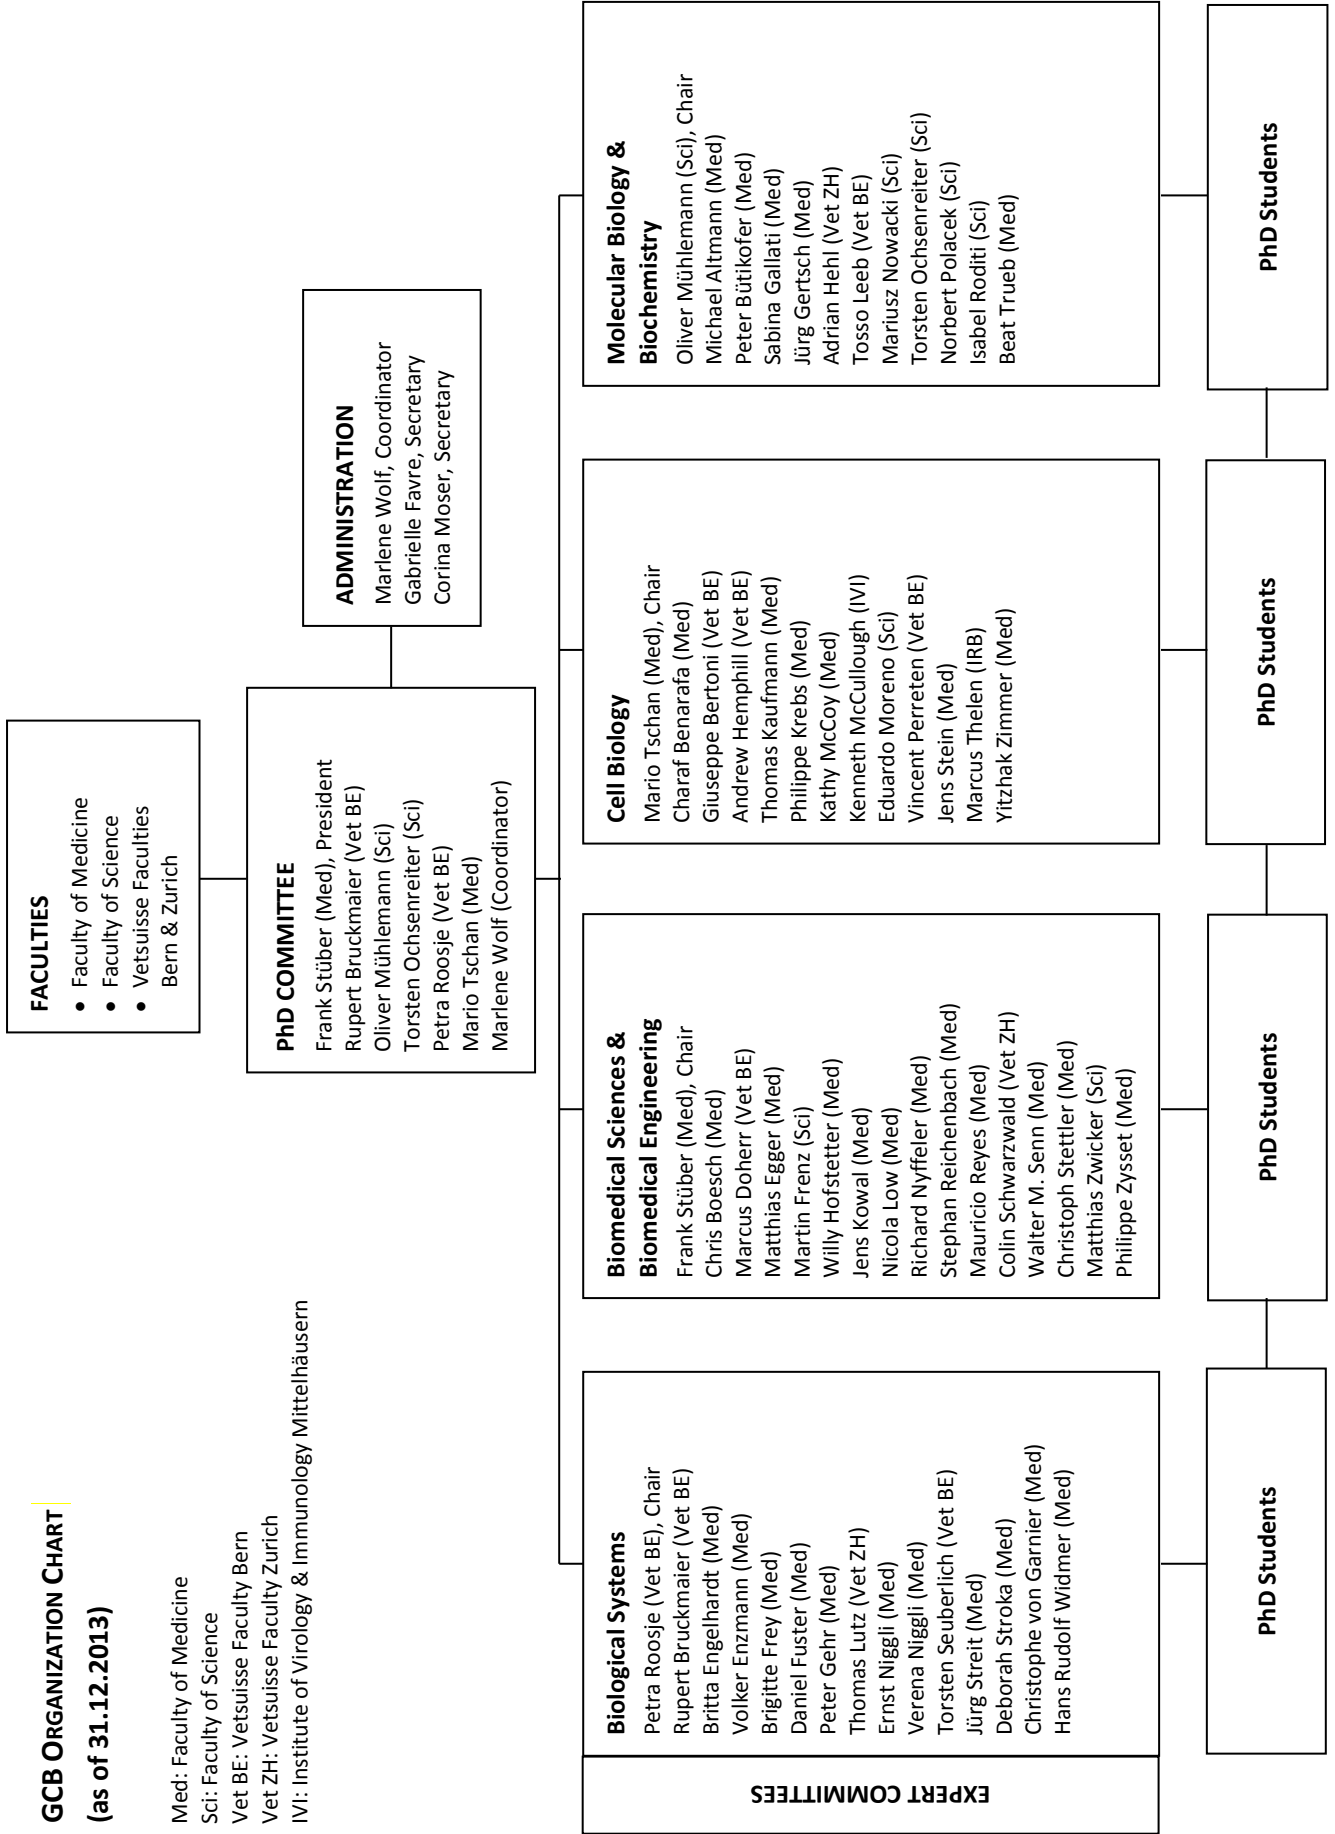 GCB ORGANIZATION CHART
(as of 31.12.2013)
Med: Faculty of Medicine
Sci: Faculty of Science
Vet BE: Vetsuisse Faculty Bern
Vet ZH: Vetsuisse Faculty Zurich
IVI: Institute of Virology & Immunology Mittelhäusern
FACULTIES
• Faculty of Medicine
• Faculty of Science
• Vetsuisse Faculties
Bern & Zurich
PhD COMMITTEE
Frank Stüber (Med), President
Rupert Bruckmaier (Vet BE)
Oliver Mühlemann (Sci)
Torsten Ochsenreiter (Sci)
Petra Roosje (Vet BE)
Mario Tschan (Med)
Marlene Wolf (Coordinator)
ADMINISTRATION
Marlene Wolf, Coordinator
Gabrielle Favre, Secretary
Corina Moser, Secretary
EXPERT COMMITTEES
Biological Systems
Petra Roosje (Vet BE), Chair
Rupert Bruckmaier (Vet BE)
Britta Engelhardt (Med)
Volker Enzmann (Med)
Brigitte Frey (Med)
Daniel Fuster (Med)
Peter Gehr (Med)
Thomas Lutz (Vet ZH)
Ernst Niggli (Med)
Verena Niggli (Med)
Torsten Seuberlich (Vet BE)
Jürg Streit (Med)
Deborah Stroka (Med)
Christophe von Garnier (Med)
Hans Rudolf Widmer (Med)
Biomedical Sciences &
Biomedical Engineering
Frank Stüber (Med), Chair
Chris Boesch (Med)
Marcus Doherr (Vet BE)
Matthias Egger (Med)
Martin Frenz (Sci)
Willy Hofstetter (Med)
Jens Kowal (Med)
Nicola Low (Med)
Richard Nyffeler (Med)
Stephan Reichenbach (Med)
Mauricio Reyes (Med)
Colin Schwarzwald (Vet ZH)
Walter M. Senn (Med)
Christoph Stettler (Med)
Matthias Zwicker (Sci)
Philippe Zysset (Med)
Cell Biology
Mario Tschan (Med), Chair
Charaf Benarafa (Med)
Giuseppe Bertoni (Vet BE)
Andrew Hemphill (Vet BE)
Thomas Kaufmann (Med)
Philippe Krebs (Med)
Kathy McCoy (Med)
Kenneth McCullough (IVI)
Eduardo Moreno (Sci)
Vincent Perreten (Vet BE)
Jens Stein (Med)
Marcus Thelen (IRB)
Yitzhak Zimmer (Med)
Molecular Biology &
Biochemistry
Oliver Mühlemann (Sci), Chair
Michael Altmann (Med)
Peter Bütikofer (Med)
Sabina Gallati (Med)
Jürg Gertsch (Med)
Adrian Hehl (Vet ZH)
Tosso Leeb (Vet BE)
Mariusz Nowacki (Sci)
Torsten Ochsenreiter (Sci)
Norbert Polacek (Sci)
Isabel Roditi (Sci)
Beat Trueb (Med)
PhD Students
PhD Students
PhD Students
PhD Students